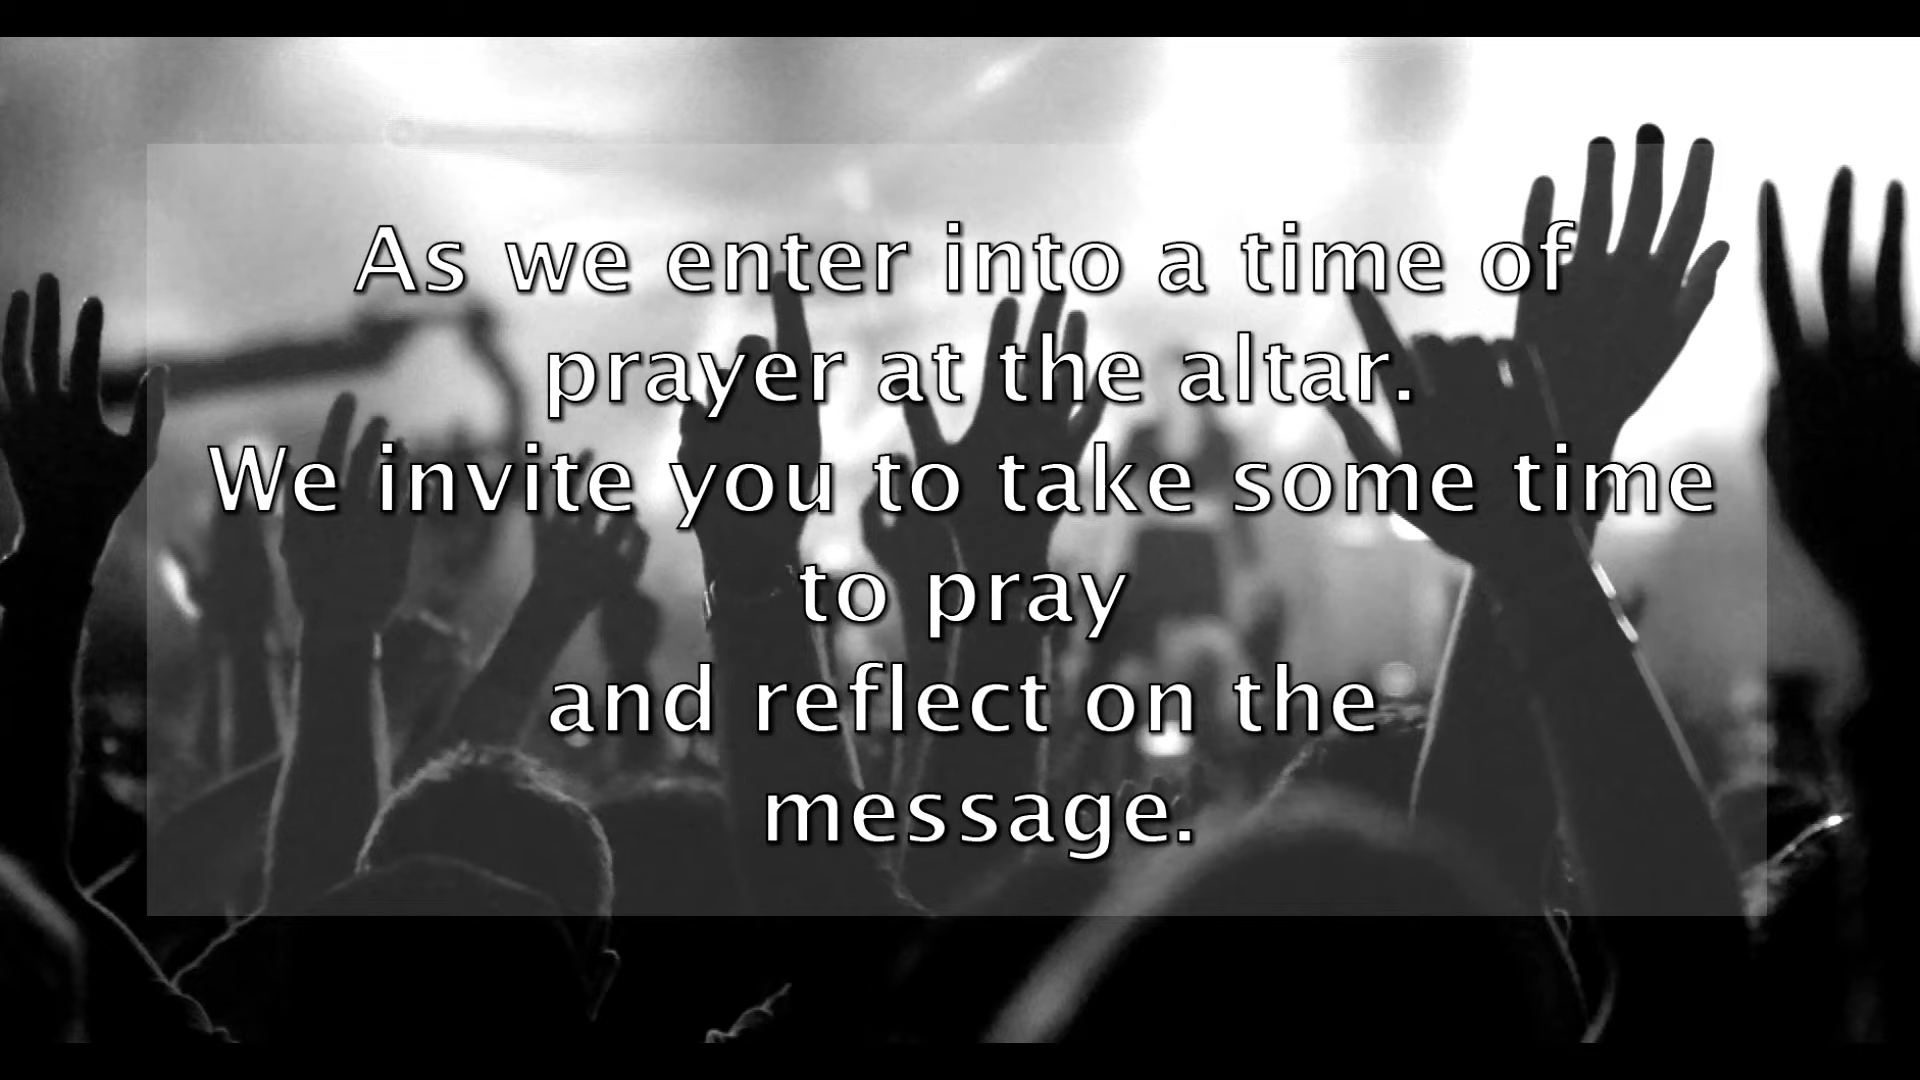 As we enter into a time of
prayer at the altar.
We invite you to take some time
to pray
and reflect on the
message.